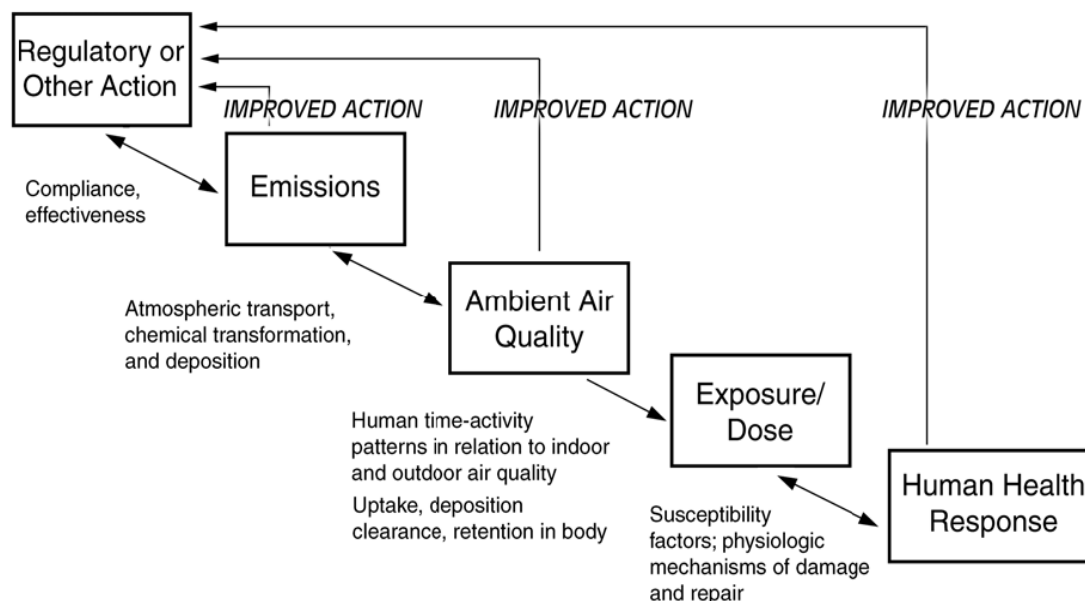 Regulatory or
Other Action
IMPROVED ACTION
IMPROVED ACTION
IMPROVED ACTION
Compliance,
effectiveness
Emissions
Atmospheric transport,
chemical transformation,
and deposition
Ambient Air
Quality
Human time-activity
patterns in relation to indoor
and outdoor air quality
Uptake, deposition
clearance, retention in body
Exposure/
Dose
Susceptibility
factors; physiologic
mechanisms of damage
and repair
Human Health
Response